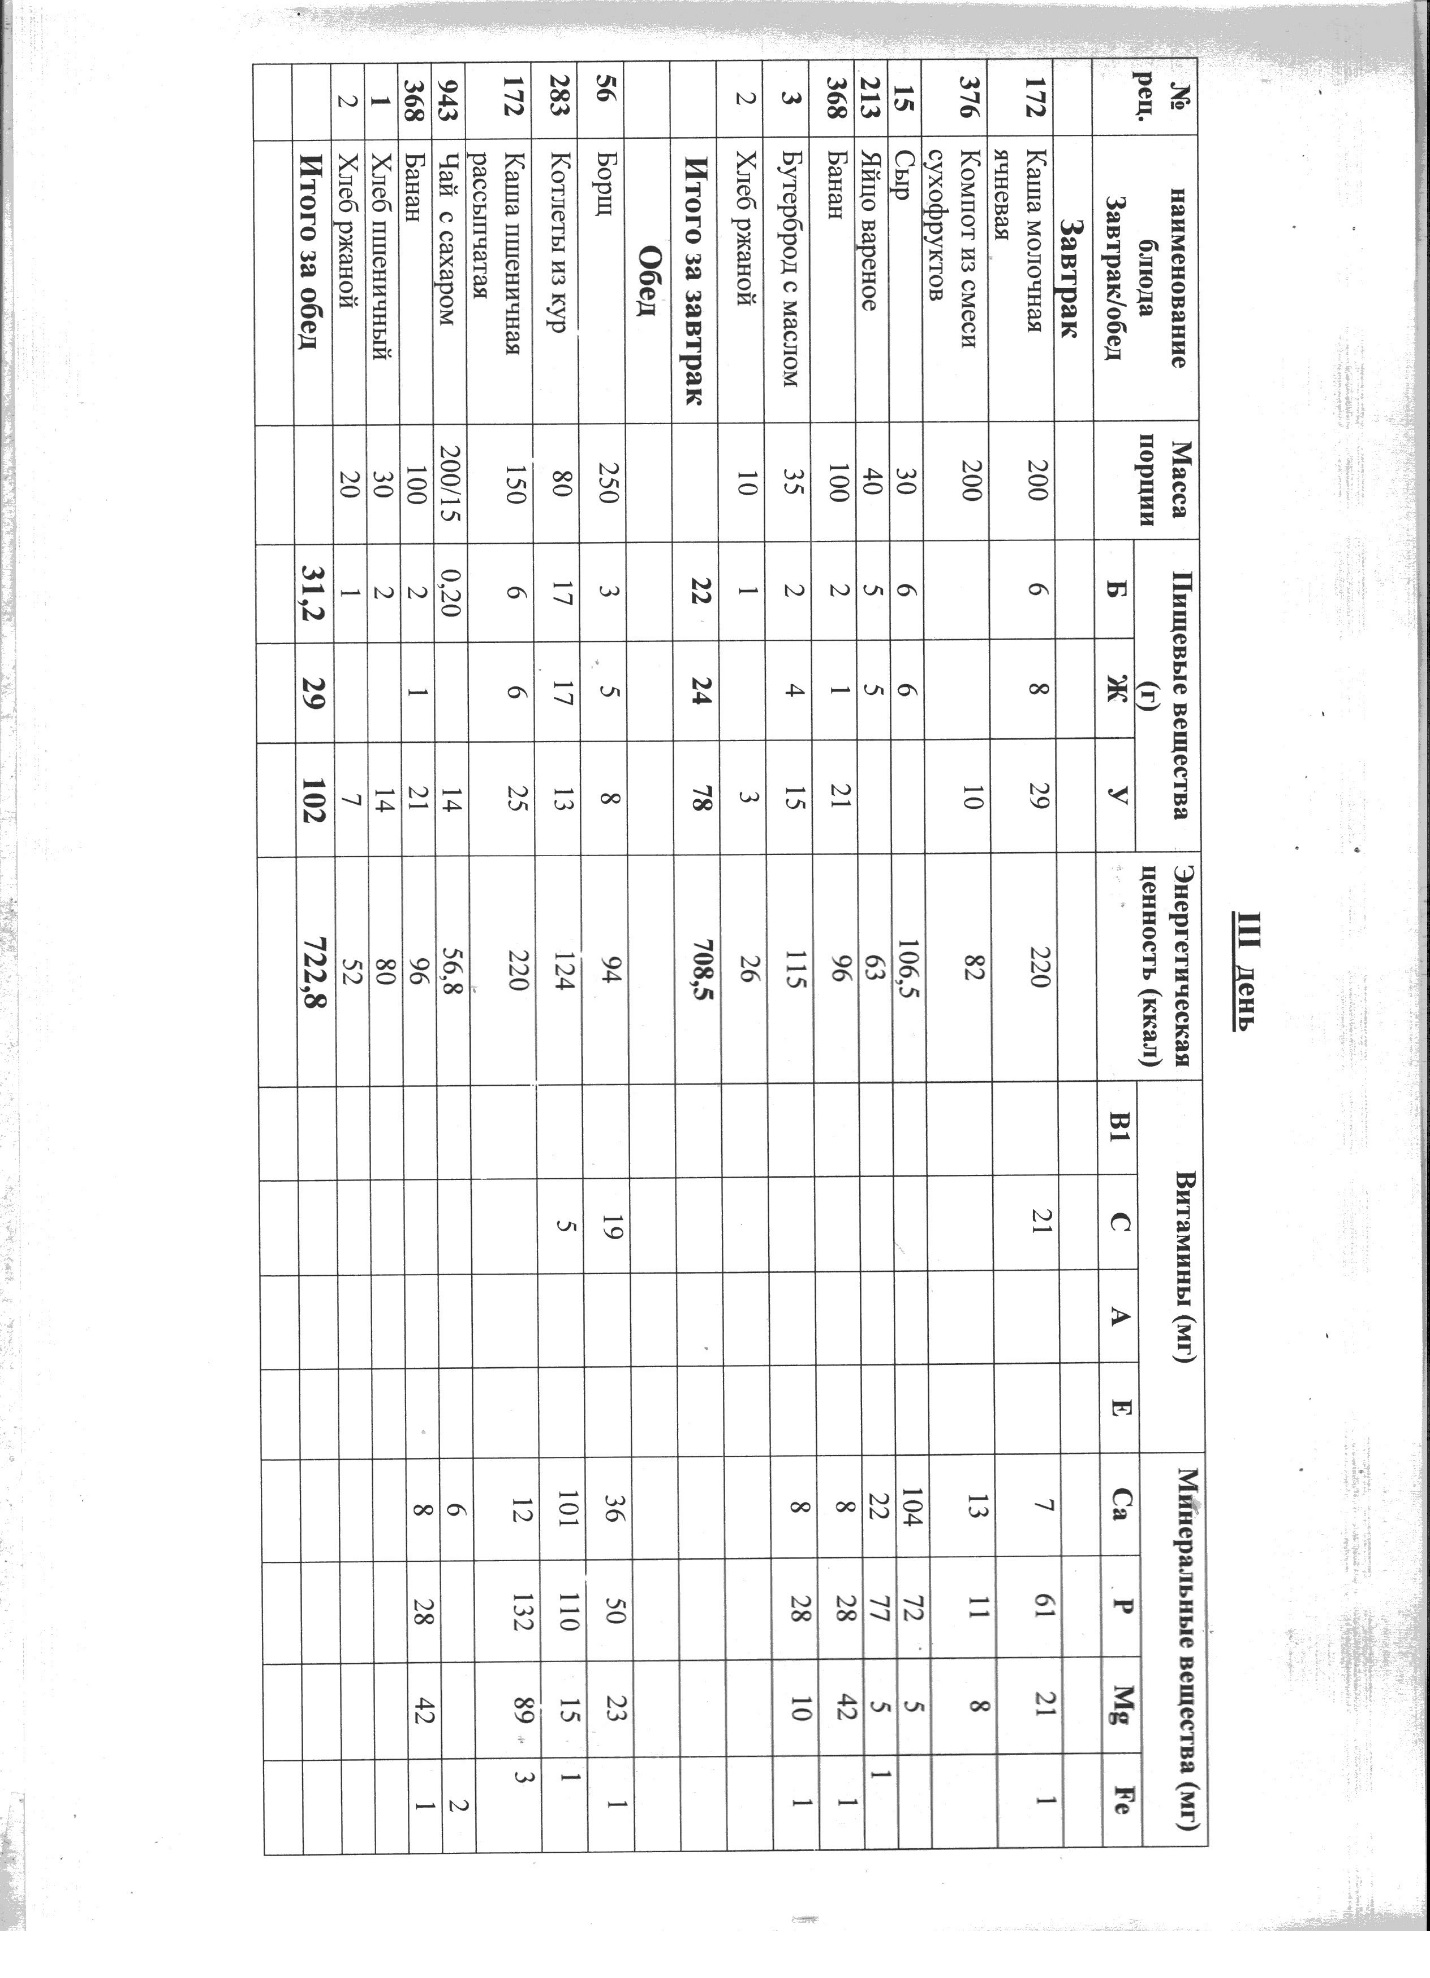 III день
№ рец. наименование блюда Завтрак/обед Масса порции Пищевые вещества (г) Энергетическая ценность (ккал) Витамины (мг) Минеральные вещества (мг)
Б Ж У В1 С А Е Ca P Mg Fe
Завтрак
172 Каша молочная ячневая 200 6 8 29 220 21 7 61 21 1
376 Компот из смеси сухофруктов 200 10 82 13 11 8
15 Сыр 30 6 6 106,5 104 72 5
213 Яйцо вареное 40 5 5 63 22 77 5 1
368 Банан 100 2 1 21 96 8 28 42 1
3 Бутерброд с маслом 35 2 4 15 115 8 28 10 1
2 Хлеб ржаной 10 1 3 26
Итого за завтрак 22 24 78 708,5
Обед
56 Борщ 250 3 5 8 94 19 36 50 23 1
283 Котлеты из кур 80 17 17 13 124 5 101 110 15 1
172 Каша пшеничная рассыпчатая 150 6 6 25 220 12 132 89 3
943 Чай с сахаром 200/15 0,20 14 56,8 6 2
368 Банан 100 2 1 21 96 8 28 42 1
1 Хлеб пшеничный 30 2 14 80
2 Хлеб ржаной 20 1 7 52
Итого за обед 31,2 29 102 722,8